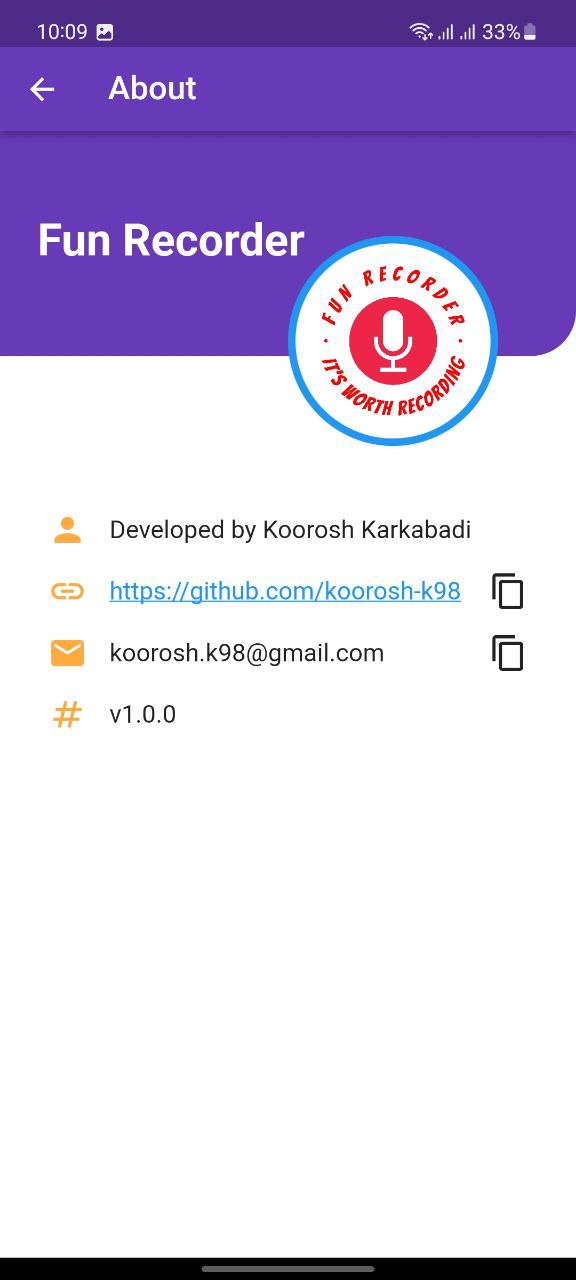 10:09
33%
About
Fun Recorder
FUN RECORDER
IT'S WORTH RECORDING
Developed by Koorosh Karkabadi
https://github.com/koorosh-k98
koorosh.k98@gmail.com
# v1.0.0